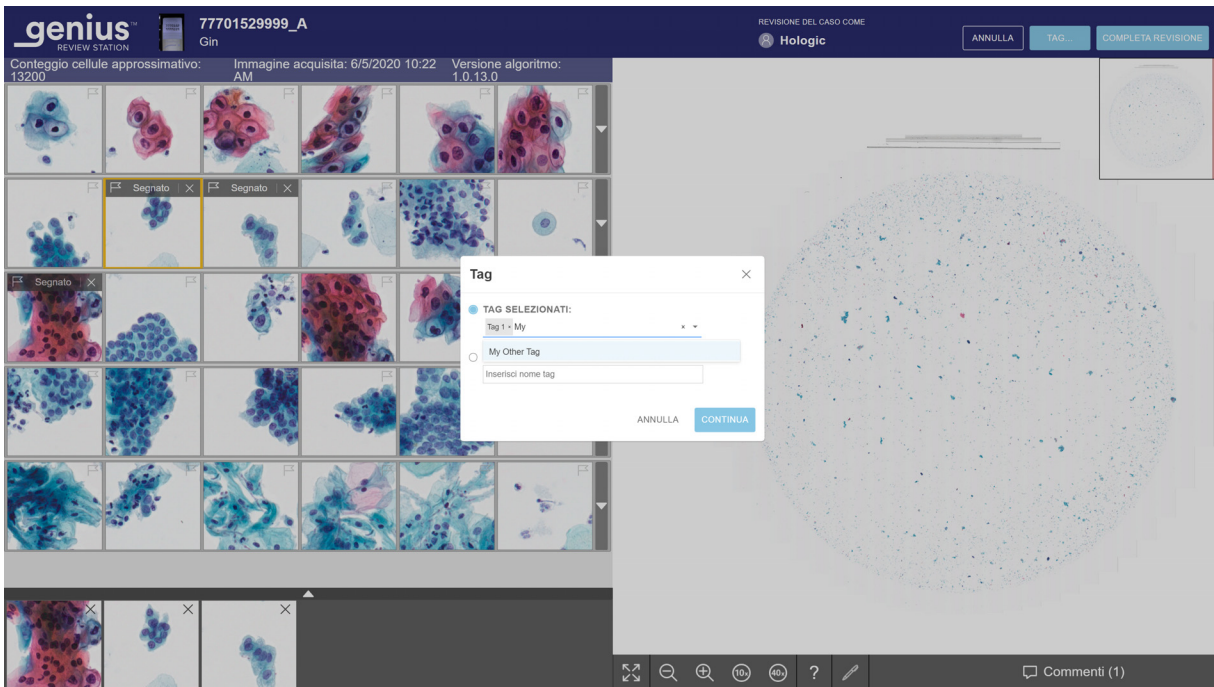 genius™
REVIEW STATION
77701529999_A
Gin
REVISIONE DEL CASO COME
Hologic
ANNULLA
TAG...
COMPLETA REVISIONE
Conteggio cellule approssimativo: 13200
Immagine acquisita: 6/5/2020 10:22 AM
Versione algoritmo: 1.0.13.0
Segnato
Segnato
Segnato
Tag
TAG SELEZIONATI:
Tag 1 × My
My Other Tag
Inserisci nome tag
ANNULLA
CONTINUA
10x
40x
?
Commenti (1)